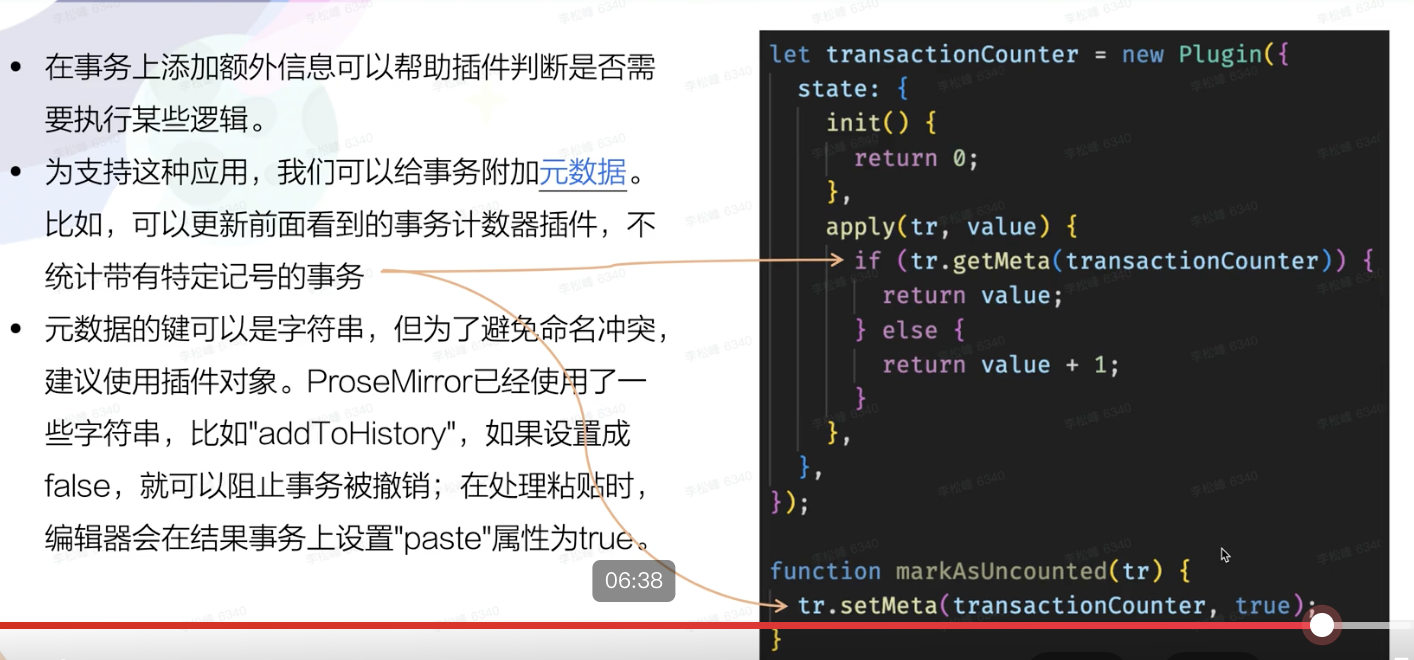 • 在事务上添加额外信息可以帮助插件判断是否需
要执行某些逻辑。
• 为支持这种应用，我们可以给事务附加元数据。
比如，可以更新前面看到的事务计数器插件，不
统计带有特定记号的事务
• 元数据的键可以是字符串，但为了避免命名冲突，
建议使用插件对象。ProseMirror已经使用了一
些字符串，比如"addToHistory"，如果设置成
false，就可以阻止事务被撤销；在处理粘贴时，
编辑器会在结果事务上设置"paste"属性为true。
06:38
let transactionCounter = new Plugin({
  state: {
    init() {
      return 0;
    },
    apply(tr, value) {
      if (tr.getMeta(transactionCounter)) {
        return value;
      } else {
        return value + 1;
      }
    },
  },
});
function markAsUncounted(tr) {
  tr.setMeta(transactionCounter, true);
}
李松峰 6340